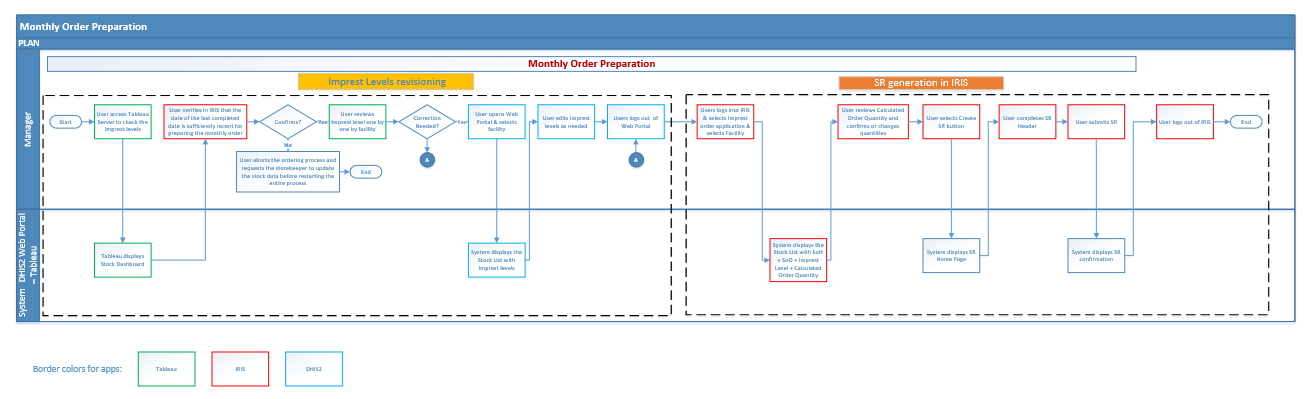 Monthly Order Preparation
PLAN
Monthly Order Preparation
Imprest Levels revisioning
SR generation in IRIS
Manager
Start
User access Tableau
Server to check the
imprest levels
User verifies in IRIS that the
date of the last completed
date is sufficiently recent for
preparing the monthly order
Confirms?
Yes
No
User reviews
imprest level one by
one by facility
Correction
Needed?
Yes
User opens Web
Portal & selects
facility
User edits imprest
levels as needed
Users logs out of
Web Portal
A
A
User aborts the ordering process and
requests the storekeeper to update
the stock data before restarting the
entire process
End
Users logs into IRIS
& selects Imprest
order application &
selects Facility
User reviews Calculated
Order Quantity and
confirms or changes
quantities
User selects Create
SR button
User completes SR
Header
User submits SR
User logs out of IRIS
End
System DHIS2 Web Portal
– Tableau
Tableau displays
Stock Dashboard
System displays the
Stock List with
Imprest levels
System displays the
Stock List with SoH
+ SoO + Imprest
Level + Calculated
Order Quantity
System displays SR
Home Page
System displays SR
confirmation
Border colors for apps:
Tableau
IRIS
DHIS2